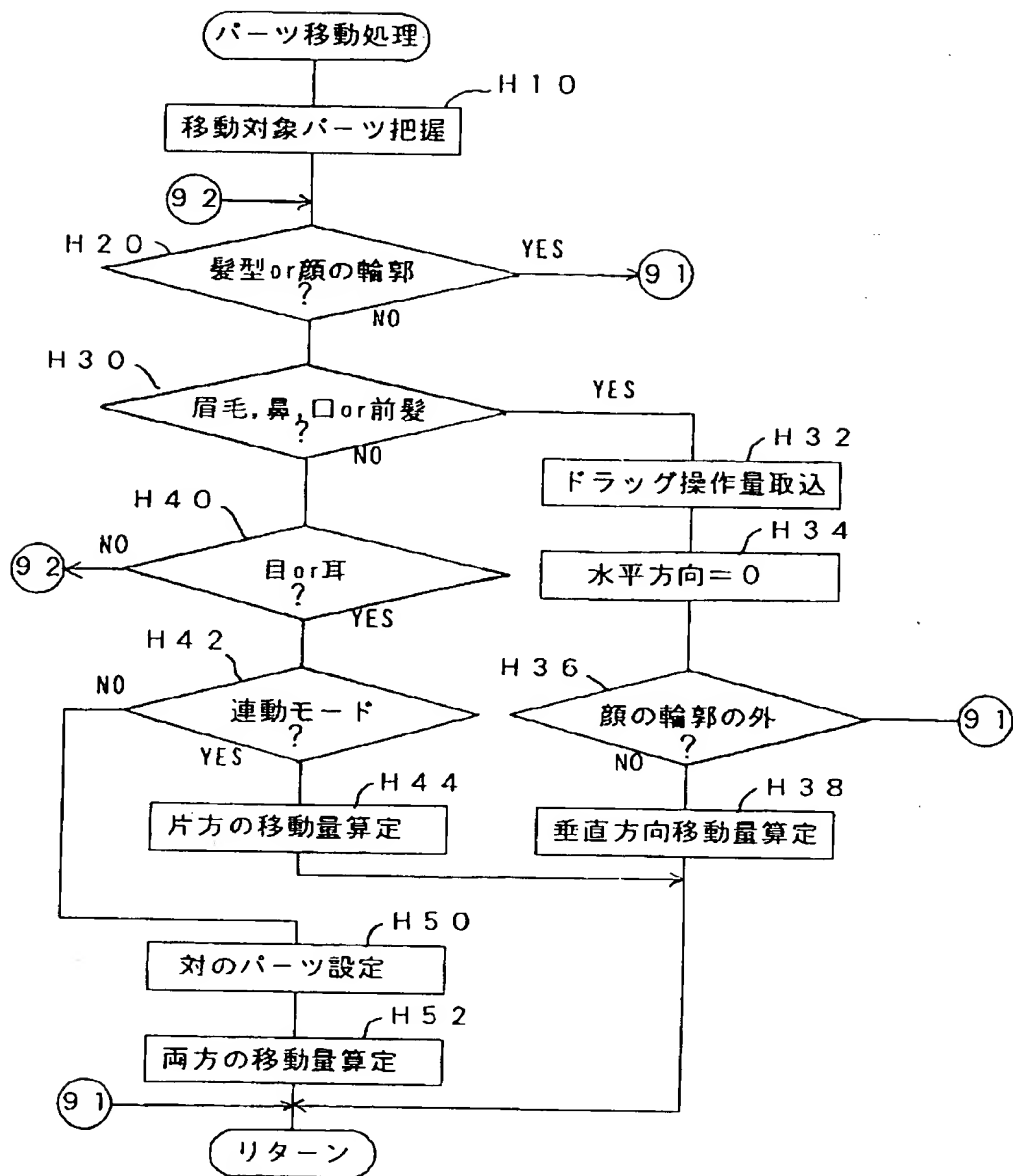 パーツ移動処理
H10
移動対象パーツ把握
92
H20
髪型or顔の輪郭
?
YES
91
NO
H30
眉毛,鼻,口or前髪
?
YES
NO
H32
ドラッグ操作量取込
H34
水平方向=0
H40
NO
92
目or耳
?
YES
H42
NO
連動モード
?
YES
H36
顔の輪郭の外
?
91
NO
H44
片方の移動量算定
H38
垂直方向移動量算定
H50
対のパーツ設定
H52
両方の移動量算定
91
リターン